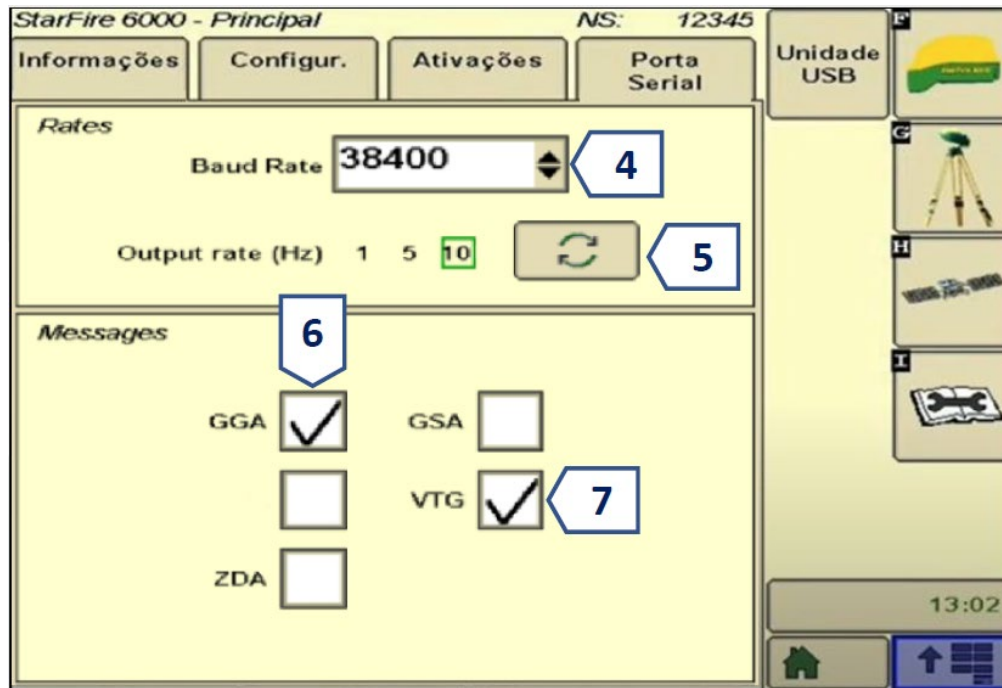 StarFire 6000 - Principal NS: 12345
Informações Configur. Ativações Porta Serial Unidade USB
F
Rates
Baud Rate 38400 4
G
Output rate (Hz) 1 5 10 5
H
Messages 6
I
GGA GSA
VTG 7
ZDA
13:02